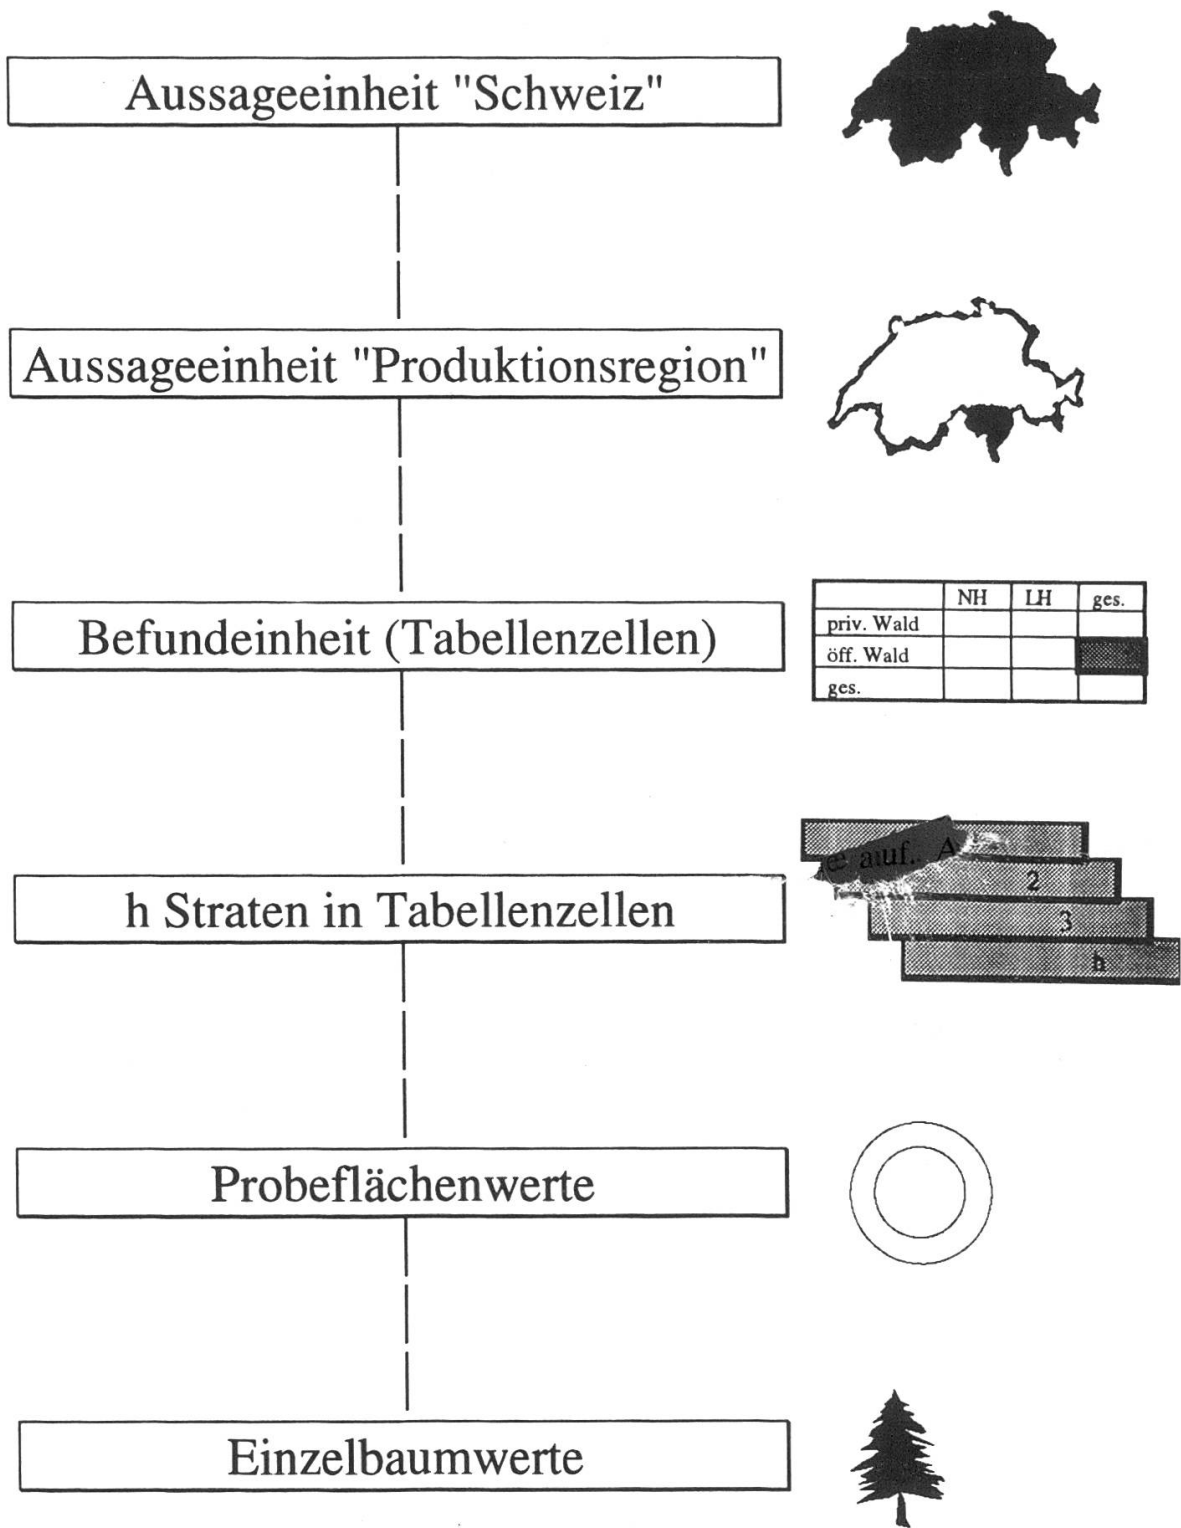 Aussageeinheit "Schweiz"
Aussageeinheit "Produktionsregion"
Befundeinheit (Tabellenzellen)
NH LH ges.
priv. Wald
öff. Wald
ges.
h Straten in Tabellenzellen
auf.. A
2
3
h
Probeflächenwerte
Einzelbaumwerte